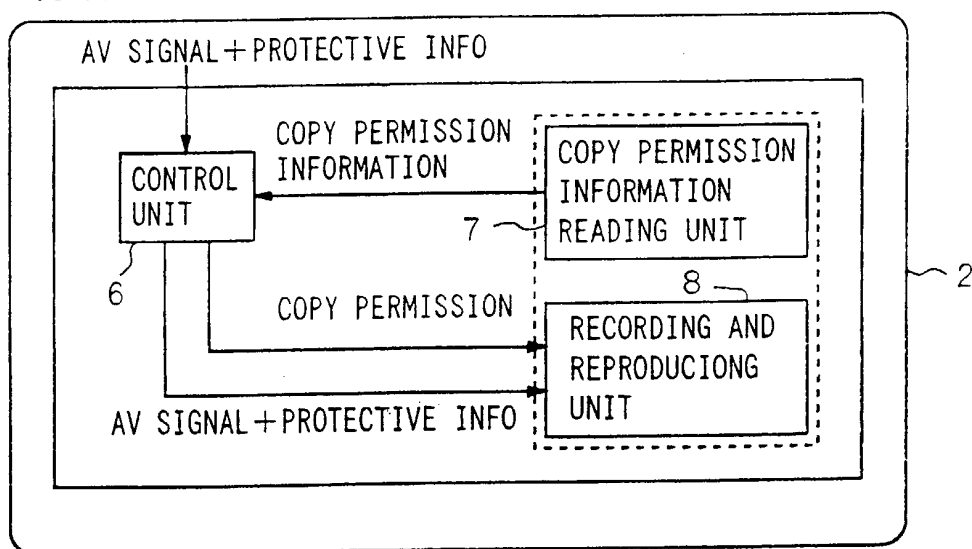 AV SIGNAL+PROTECTIVE INFO
COPY PERMISSION
INFORMATION
CONTROL
UNIT
6
COPY PERMISSION
INFORMATION
READING UNIT
7
2
COPY PERMISSION
8
RECORDING AND
REPRODUCIONG
UNIT
AV SIGNAL+PROTECTIVE INFO